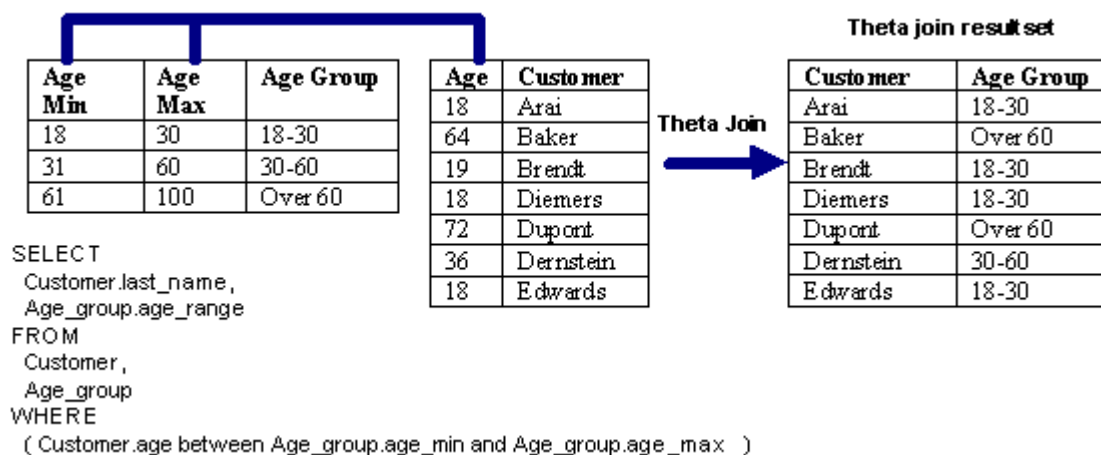 Theta join result set
Age Min Age Max Age Group
18 30 18-30
31 60 30-60
61 100 Over 60
Age Customer
18 Arai
64 Baker
19 Brendt
18 Diemers
72 Dupont
36 Dernstein
18 Edwards
Theta Join
Customer Age Group
Arai 18-30
Baker Over 60
Brendt 18-30
Diemers 18-30
Dupont Over 60
Dernstein 30-60
Edwards 18-30
SELECT
Customer.last_name,
Age_group.age_range
FROM
Customer,
Age_group
WHERE
( Customer.age between Age_group.age_min and Age_group.age_max )